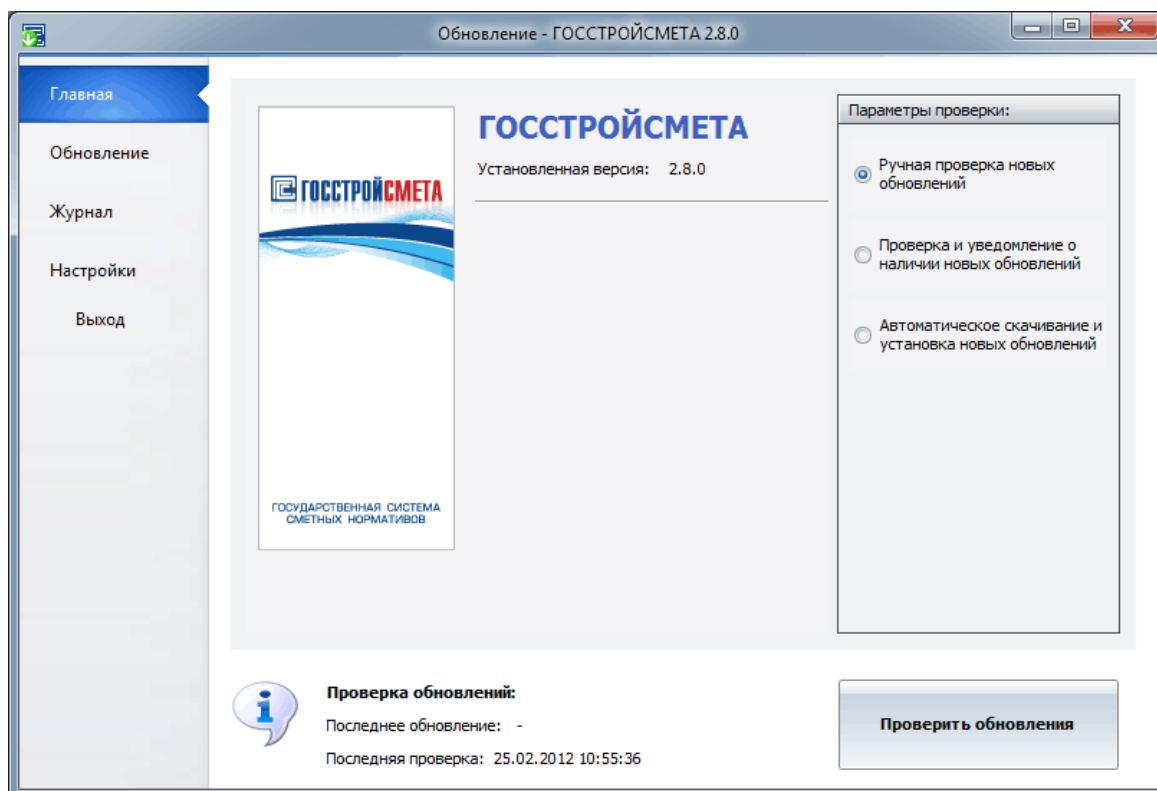 Обновление - ГОССТРОЙСМЕТА 2.8.0
Главная
Обновление
Журнал
Настройки
Выход
ГОССТРОЙСМЕТА
ГОСУДАРСТВЕННАЯ СИСТЕМА
СМЕТНЫХ НОРМАТИВОВ
ГОССТРОЙСМЕТА
Установленная версия: 2.8.0
Параметры проверки:
Ручная проверка новых
обновлений
Проверка и уведомление о
наличии новых обновлений
Автоматическое скачивание и
установка новых обновлений
Проверка обновлений:
Последнее обновление: -
Последняя проверка: 25.02.2012 10:55:36
Проверить обновления